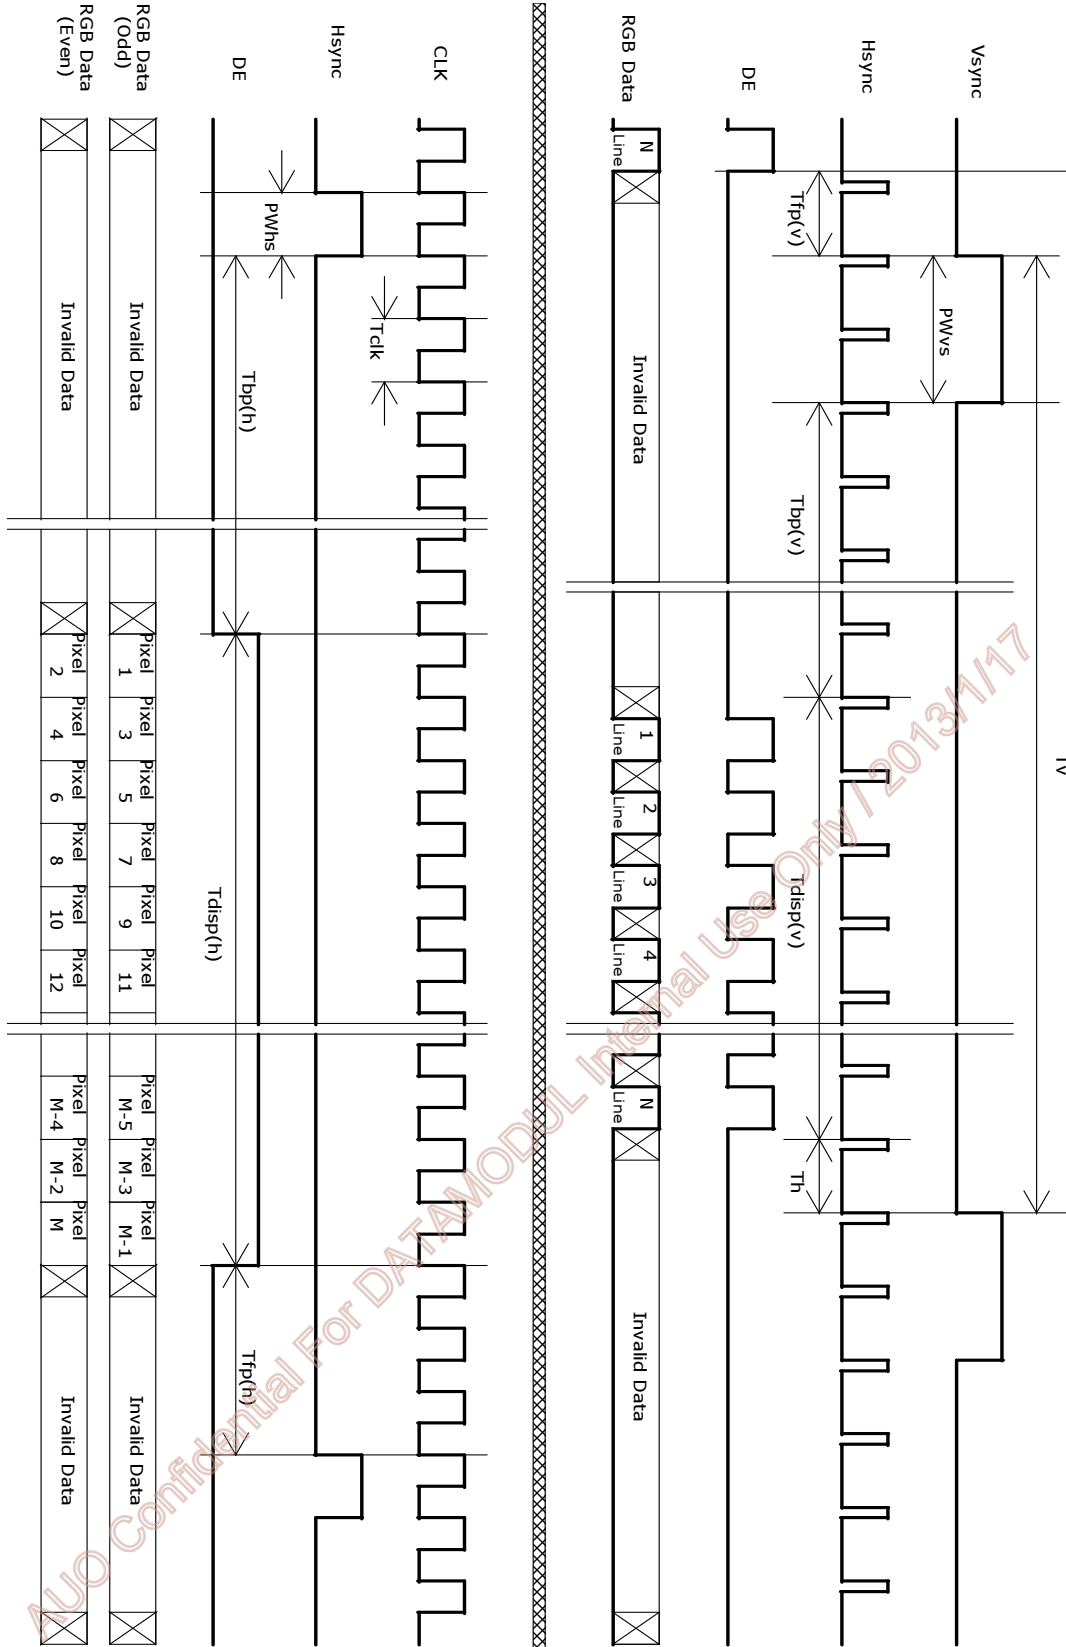 Vsync
Tv
PWvs
Hsync
Tfp(v)
Tbp(v)
Tdisp(v)
Th
DE
RGB Data
N
Line
Invalid Data
1
Line
2
Line
3
Line
4
Line
N
Line
Invalid Data
CLK
Tclk
Hsync
PWhs
Tbp(h)
Tdisp(h)
Tfp(h)
DE
RGB Data
(Odd)
Invalid Data
Pixel
1
Pixel
3
Pixel
5
Pixel
7
Pixel
9
Pixel
11
Pixel
M-5
Pixel
M-3
Pixel
M-1
Invalid Data
RGB Data
(Even)
Invalid Data
Pixel
2
Pixel
4
Pixel
6
Pixel
8
Pixel
10
Pixel
12
Pixel
M-4
Pixel
M-2
Pixel
M
Invalid Data
AUO Confidential For DATAMODUL Internal Use Only / 2013/1/17